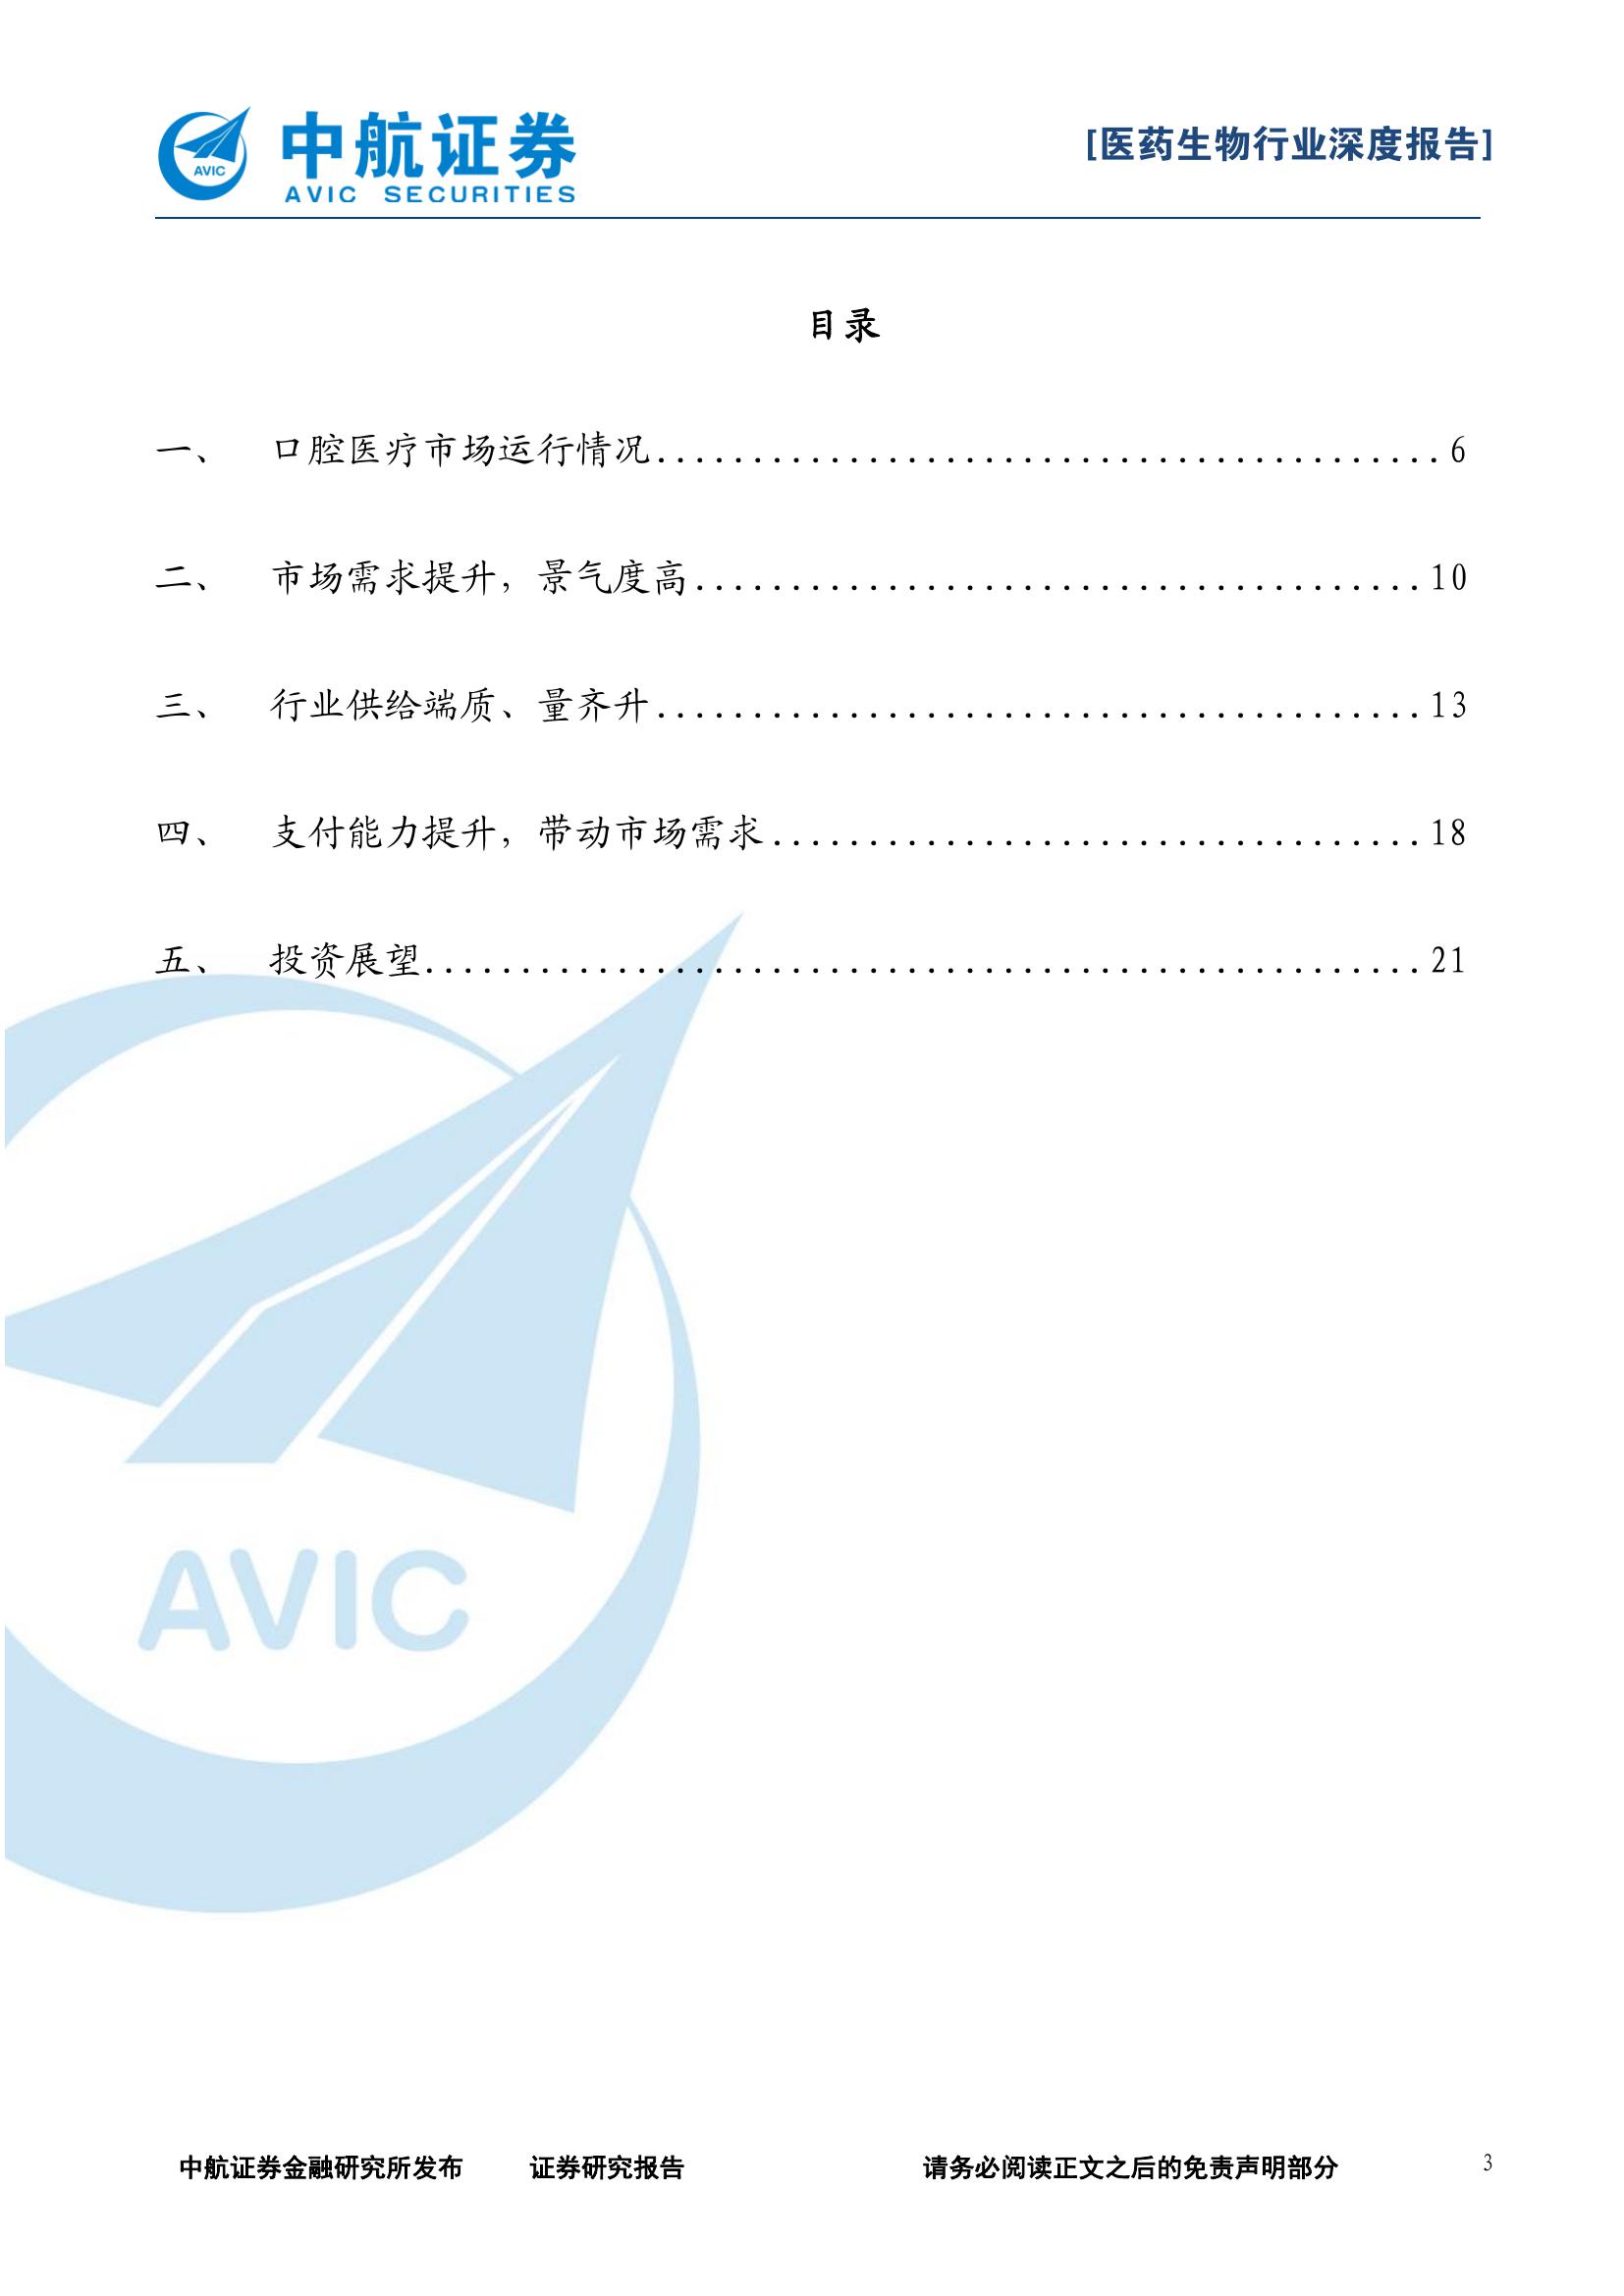 AVIC
中航证券
AVIC SECURITIES
[医药生物行业深度报告]
目录
一、 口腔医疗市场运行情况........................................6
二、 市场需求提升，景气度高......................................10
三、 行业供给端质、量齐升........................................13
四、 支付能力提升，带动市场需求..................................18
五、 投资展望....................................................21
AVIC
中航证券金融研究所发布 证券研究报告 请务必阅读正文之后的免责声明部分 3